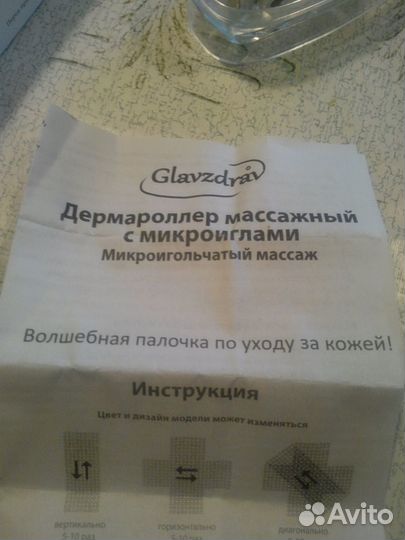 Glavzdrav
Дермароллер массажный
с микроиглами
Микроигольчатый массаж
Волшебная палочка по уходу за кожей!
Инструкция
Цвет и дизайн модели может изменяться
вертикально горизонтально диагонально
5-10 раз 5-10 раз
Avito